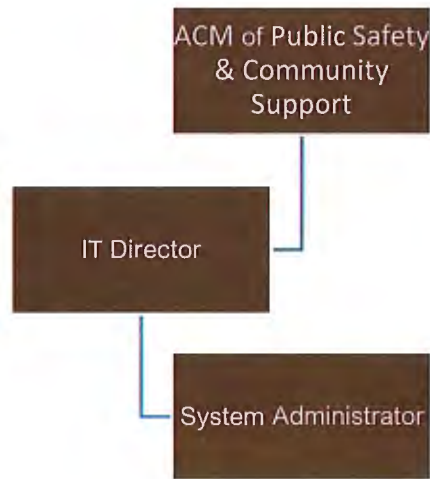 ACM of Public Safety
& Community
Support
IT Director
System Administrator